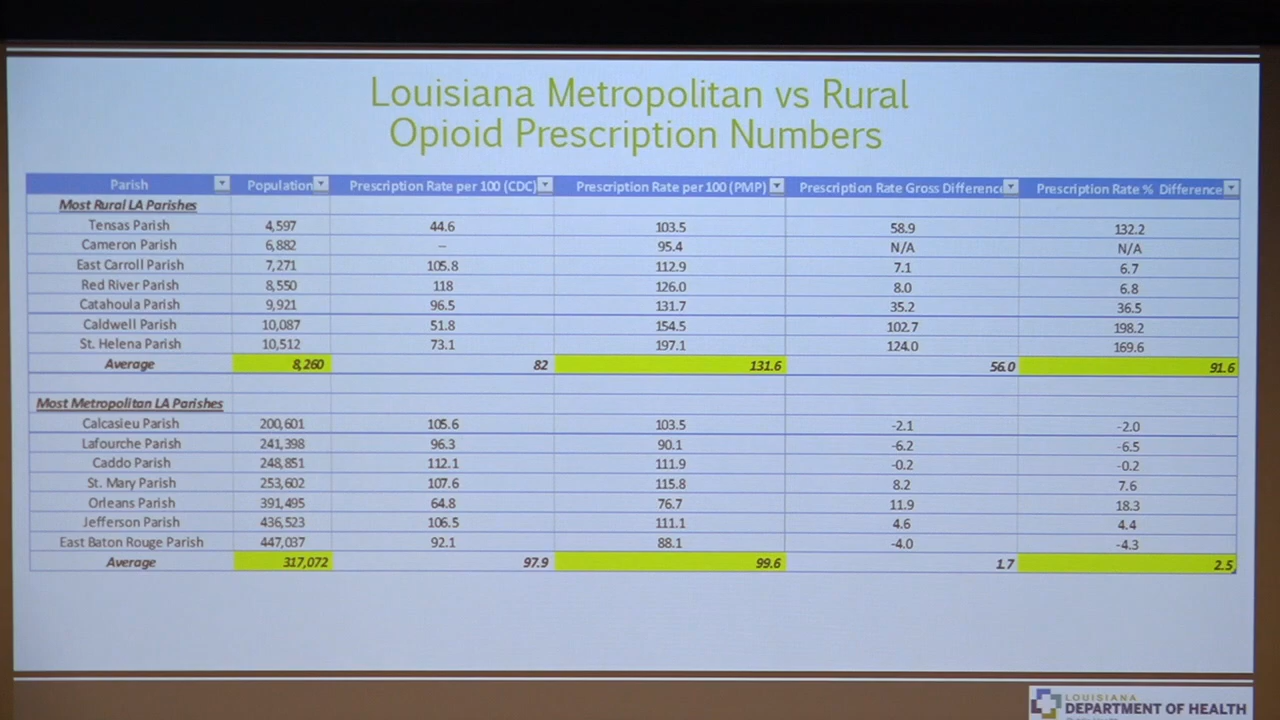 Louisiana Metropolitan vs Rural
Opioid Prescription Numbers
Parish Population Prescription Rate per 100 (CDC) Prescription Rate per 100 (PMP) Prescription Rate Gross Difference Prescription Rate % Difference
Most Rural LA Parishes
Tensas Parish 4,597 44.6 103.5 58.9 132.2
Cameron Parish 6,882 – 95.4 N/A N/A
East Carroll Parish 7,271 105.8 112.9 7.1 6.7
Red River Parish 8,550 118 126.0 8.0 6.8
Catahoula Parish 9,921 96.5 131.7 35.2 36.5
Caldwell Parish 10,087 51.8 154.5 102.7 198.2
St. Helena Parish 10,512 73.1 197.1 124.0 169.6
Average 8,260 82 131.6 56.0 91.6
Most Metropolitan LA Parishes
Calcasieu Parish 200,601 105.6 103.5 -2.1 -2.0
Lafourche Parish 241,398 96.3 90.1 -6.2 -6.5
Caddo Parish 248,851 112.1 111.9 -0.2 -0.2
St. Mary Parish 253,602 107.6 115.8 8.2 7.6
Orleans Parish 391,495 64.8 76.7 11.9 18.3
Jefferson Parish 436,523 106.5 111.1 4.6 4.4
East Baton Rouge Parish 447,037 92.1 88.1 -4.0 -4.3
Average 317,072 97.9 99.6 1.7 2.5
LOUISIANA
DEPARTMENT OF HEALTH